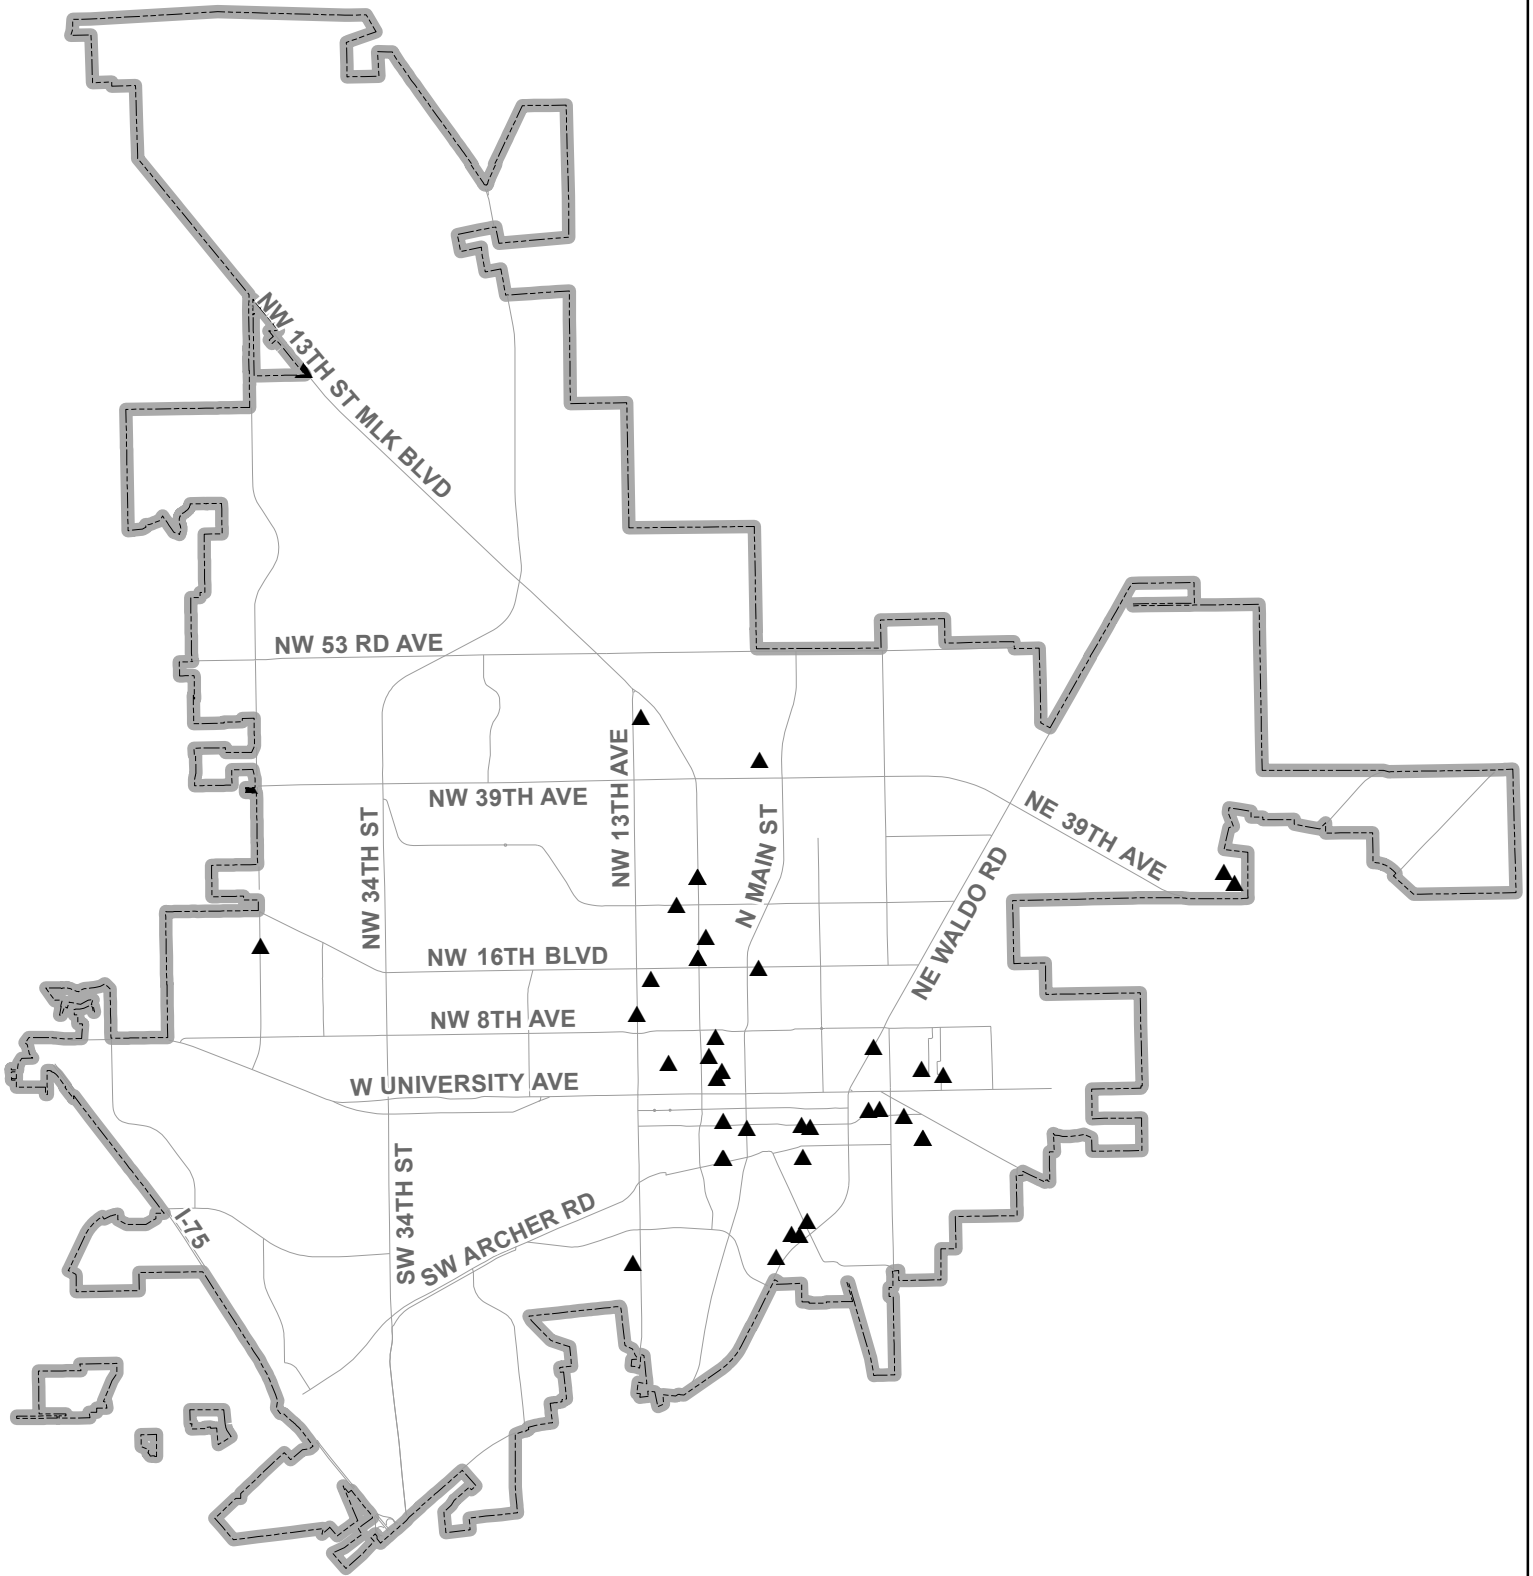 NW 13TH ST MLK BLVD
NW 53 RD AVE
NW 13TH AVE
NW 39TH AVE
NE 39TH AVE
NW 34TH ST
N MAIN ST
NE WALDO RD
NW 16TH BLVD
NW 8TH AVE
W UNIVERSITY AVE
SW 34TH ST
SW ARCHER RD
I-75